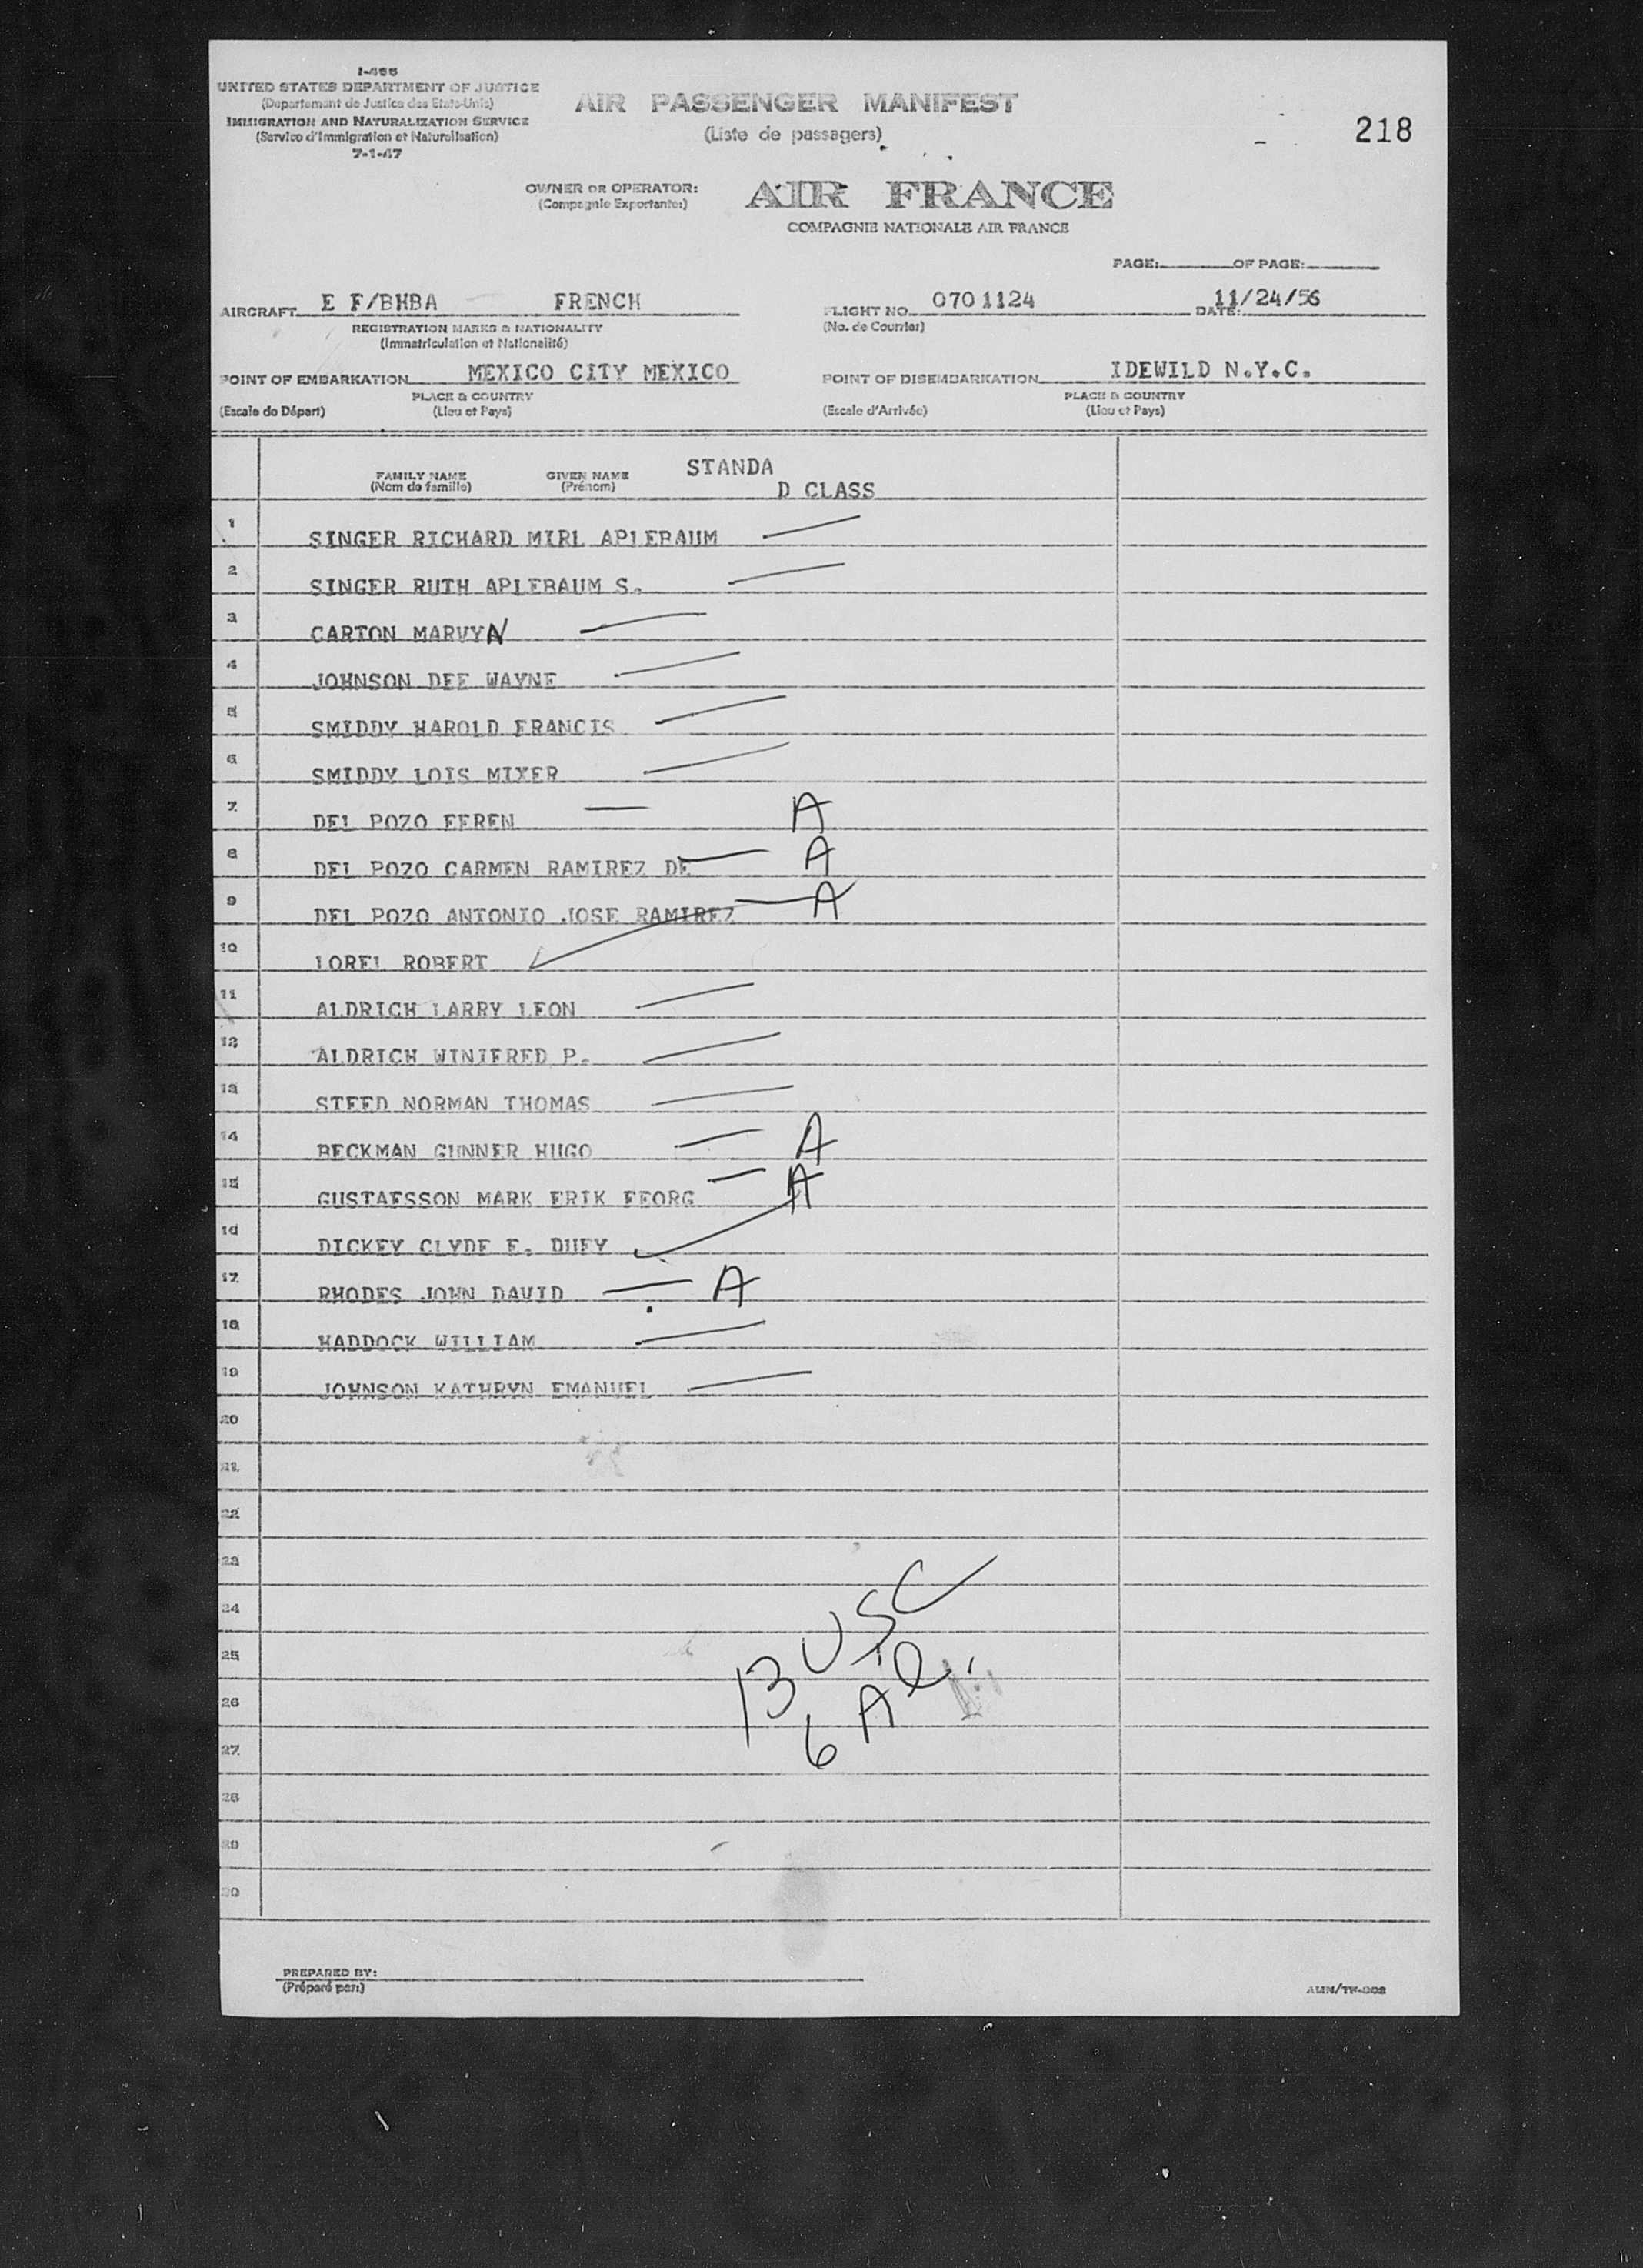 I-466
UNITED STATES DEPARTMENT OF JUSTICE
(Departement de Justice des Etats-Unis)
IMMIGRATION AND NATURALIZATION SERVICE
(Service d'Immigration et Naturalisation)
7-1-47
AIR PASSENGER MANIFEST
(Liste de passagers)
218
OWNER OR OPERATOR: AIR FRANCE
(Compagnie Exportante:)
COMPAGNIE NATIONALE AIR FRANCE
PAGE: OF PAGE:
AIRCRAFT E F/BHBA FRENCH
REGISTRATION MARKS & NATIONALITY
(Immatriculation et Nationalité)
FLIGHT NO. 070 1124 DATE: 11/24/56
(No. de Courrier)
POINT OF EMBARKATION MEXICO CITY MEXICO
PLACE & COUNTRY
(Escale de Départ) (Lieu et Pays)
POINT OF DISEMBARKATION IDEWILD N.Y.C.
PLACE & COUNTRY
(Escale d'Arrivée) (Lieu et Pays)
FAMILY NAME GIVEN NAME STANDA
(Nom de famille) (Prénom) D CLASS
1 SINGER RICHARD MIRL APLEBAUM
2 SINGER RUTH APLEBAUM S.
3 CARTON MARVYN
4 JOHNSON DEE WAYNE
5 SMIDDY HAROLD FRANCIS
6 SMIDDY LOIS MIXER
7 DEL POZO EFREN A
8 DEL POZO CARMEN RAMIREZ DE A
9 DEL POZO ANTONIO JOSE RAMIREZ A
10 LOREL ROBERT
11 ALDRICH LARRY LEON
12 ALDRICH WINIFRED P.
13 STEED NORMAN THOMAS
14 BECKMAN GUNNER HUGO A
15 GUSTAFSSON MARK ERIK FEORG A
16 DICKEY CLYDE E. DUEY
17 RHODES JOHN DAVID A
18 HADDOCK WILLIAM
19 JOHNSON KATHRYN EMANUEL
20
21
22
23
24
25
26
27
28
29
30
13 USC
6 Al.
PREPARED BY:
(Préparé par:)